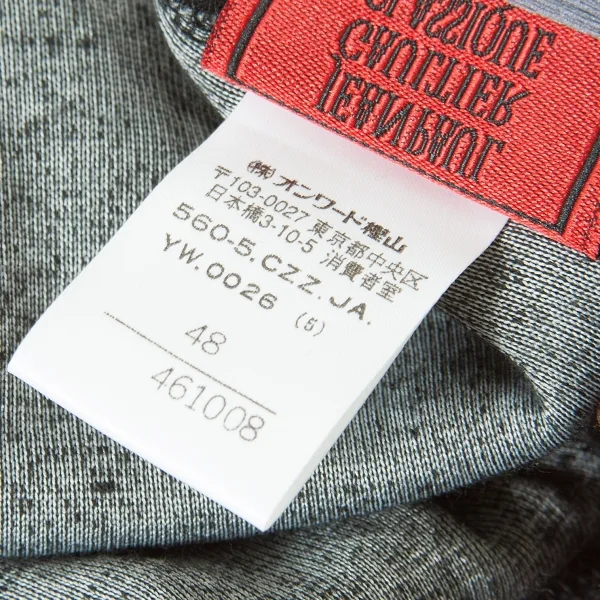 JEAN PAUL
GAULTIER
CLASSIQUE
(株) オンワード樫山
〒103-0027 東京都中央区
日本橋3-10-5 消費者室
560-5.CZZ.JA.
YW.0026 (5)
48
461008